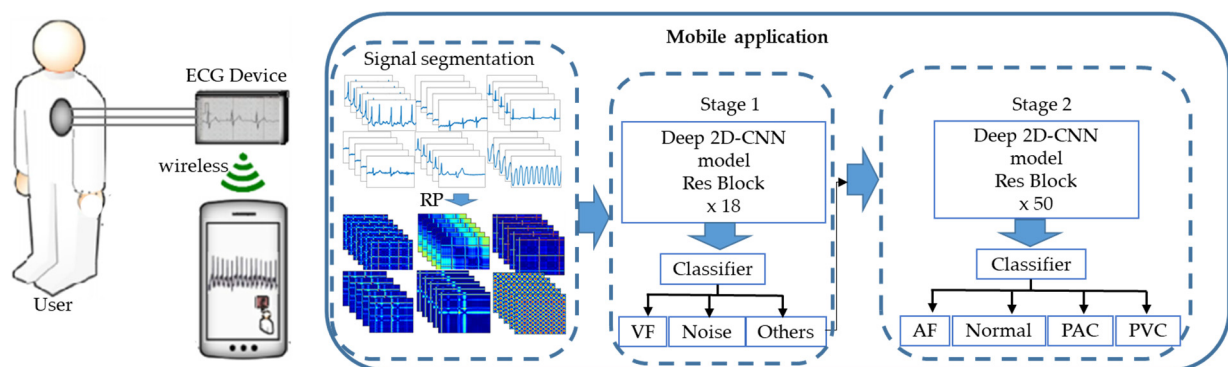 ECG Device
wireless
User
Mobile application
Signal segmentation
RP
Stage 1
Deep 2D-CNN
model
Res Block
x 18
Classifier
VF
Noise
Others
Stage 2
Deep 2D-CNN
model
Res Block
x 50
Classifier
AF
Normal
PAC
PVC